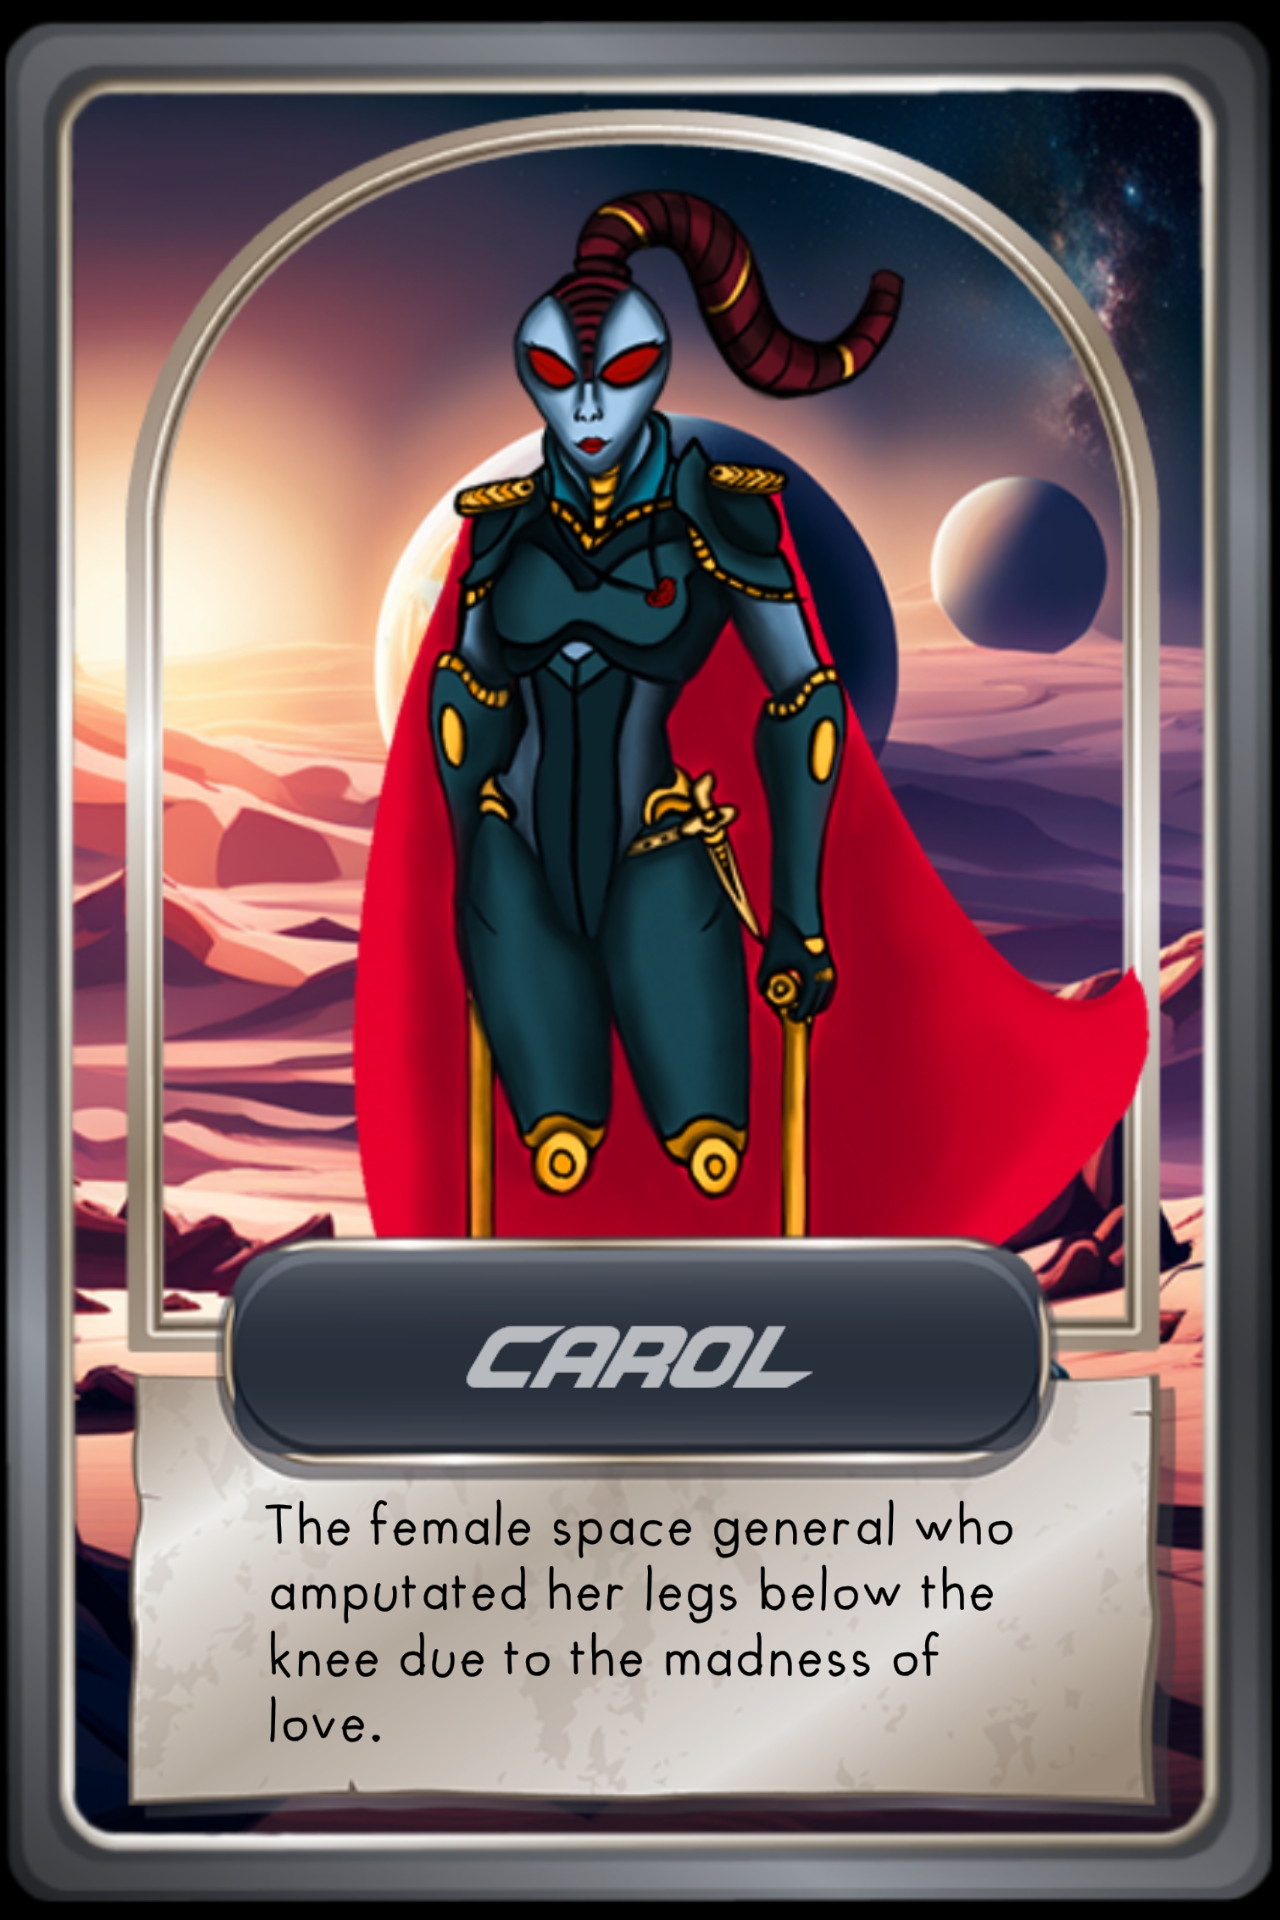 CAROL
The female space general who
amputated her legs below the
knee due to the madness of
love.